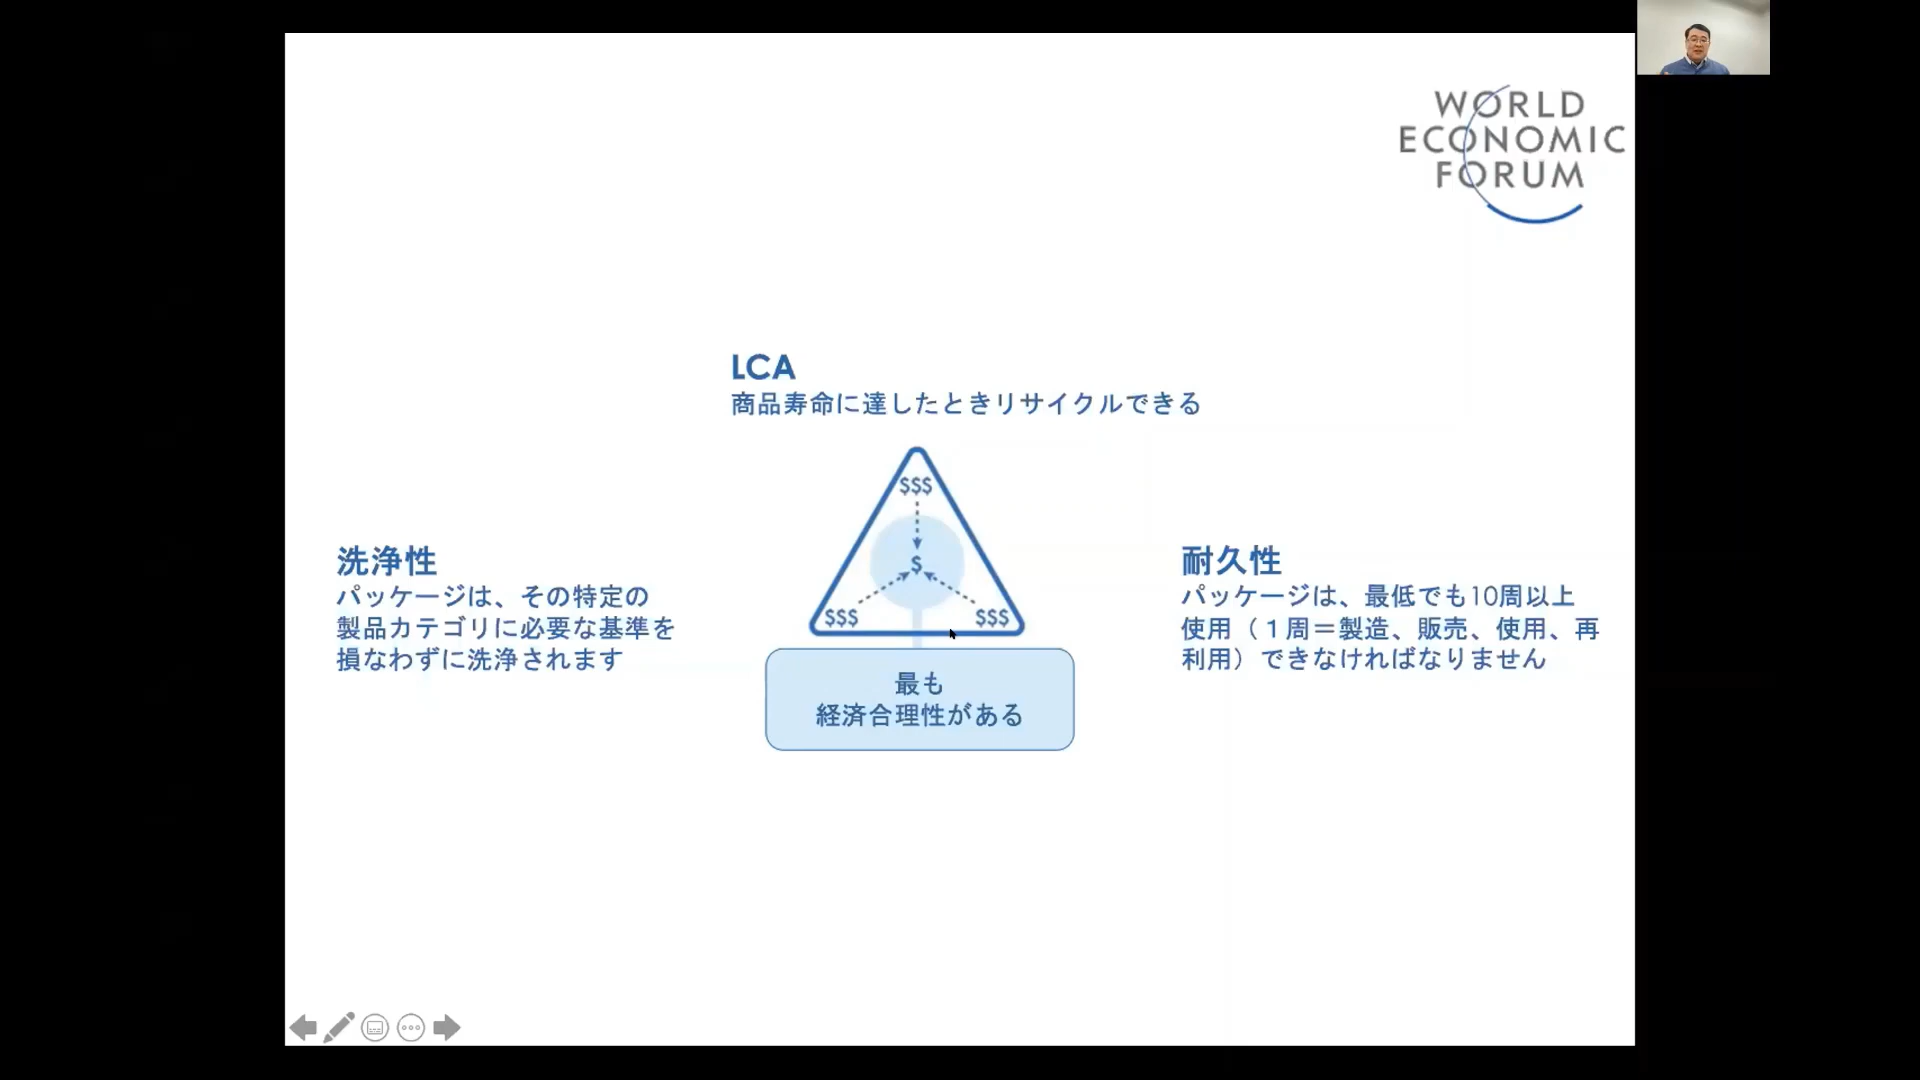 WORLD
ECONOMIC
FORUM
LCA
商品寿命に達したときリサイクルできる
$$$
$
$$$
$$$
洗浄性
パッケージは、その特定の
製品カテゴリに必要な基準を
損なわずに洗浄されます
耐久性
パッケージは、最低でも10周以上
使用（１周＝製造、販売、使用、再
利用）できなければなりません
最も
経済合理性がある